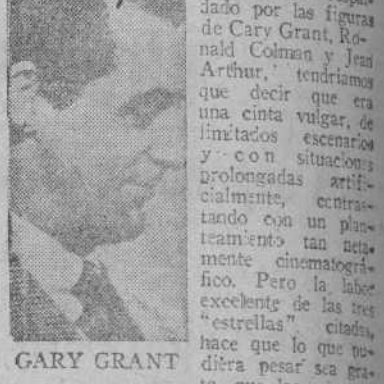 dado por las figuras
de Cary Grant, Ro-
nald Colman y Jean
Arthur, tendríamos
que decir que era
una cinta vulgar, de
limitados escenarios
y con situaciones
prolongadas artifi-
cialmente, contras-
tando con un plan-
teamiento tan neta-
mente cinematográ-
fico. Pero la labor
excelente de las tres
"estrellas" citadas,
hace que lo que pu-
diera pesar sea gra-
GARY GRANT